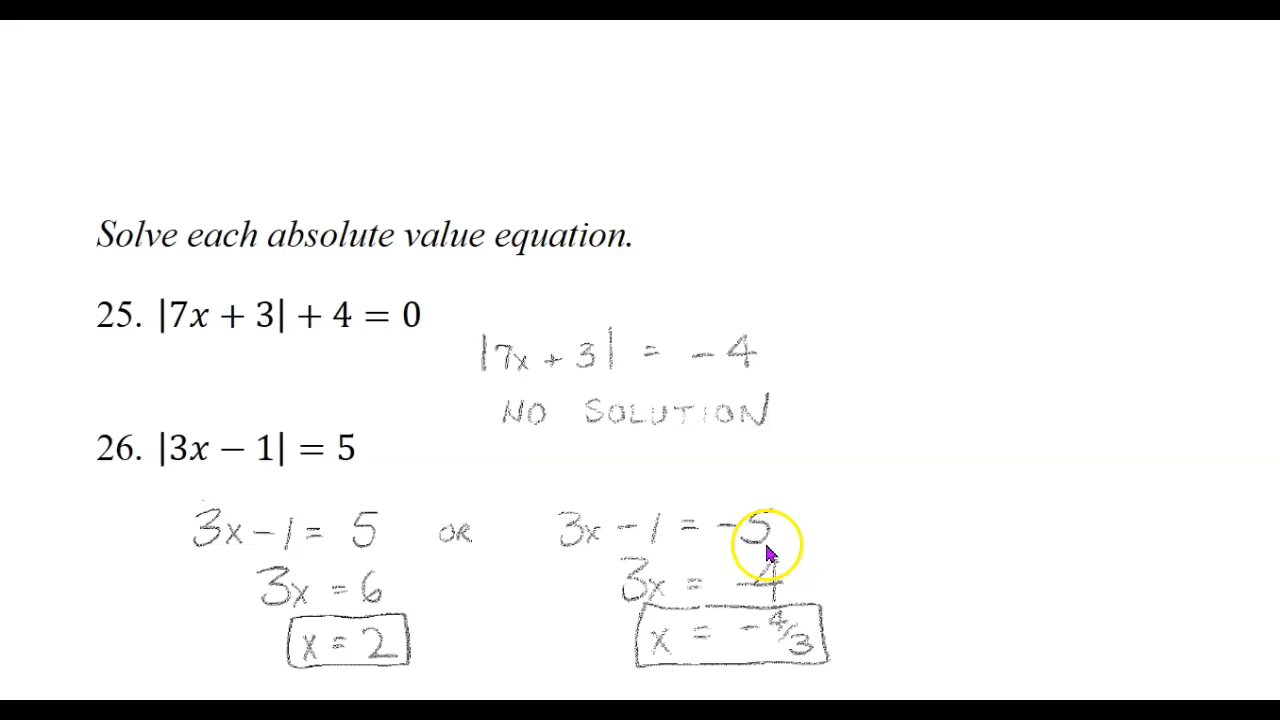 Solve each absolute value equation.
25. |7x + 3| + 4 = 0
|7x + 3| = - 4
NO SOLUTION
26. |3x − 1| = 5
3x - 1 = 5 OR 3x - 1 = -5
3x = 6 3x = -4
x = 2 x = -4/3